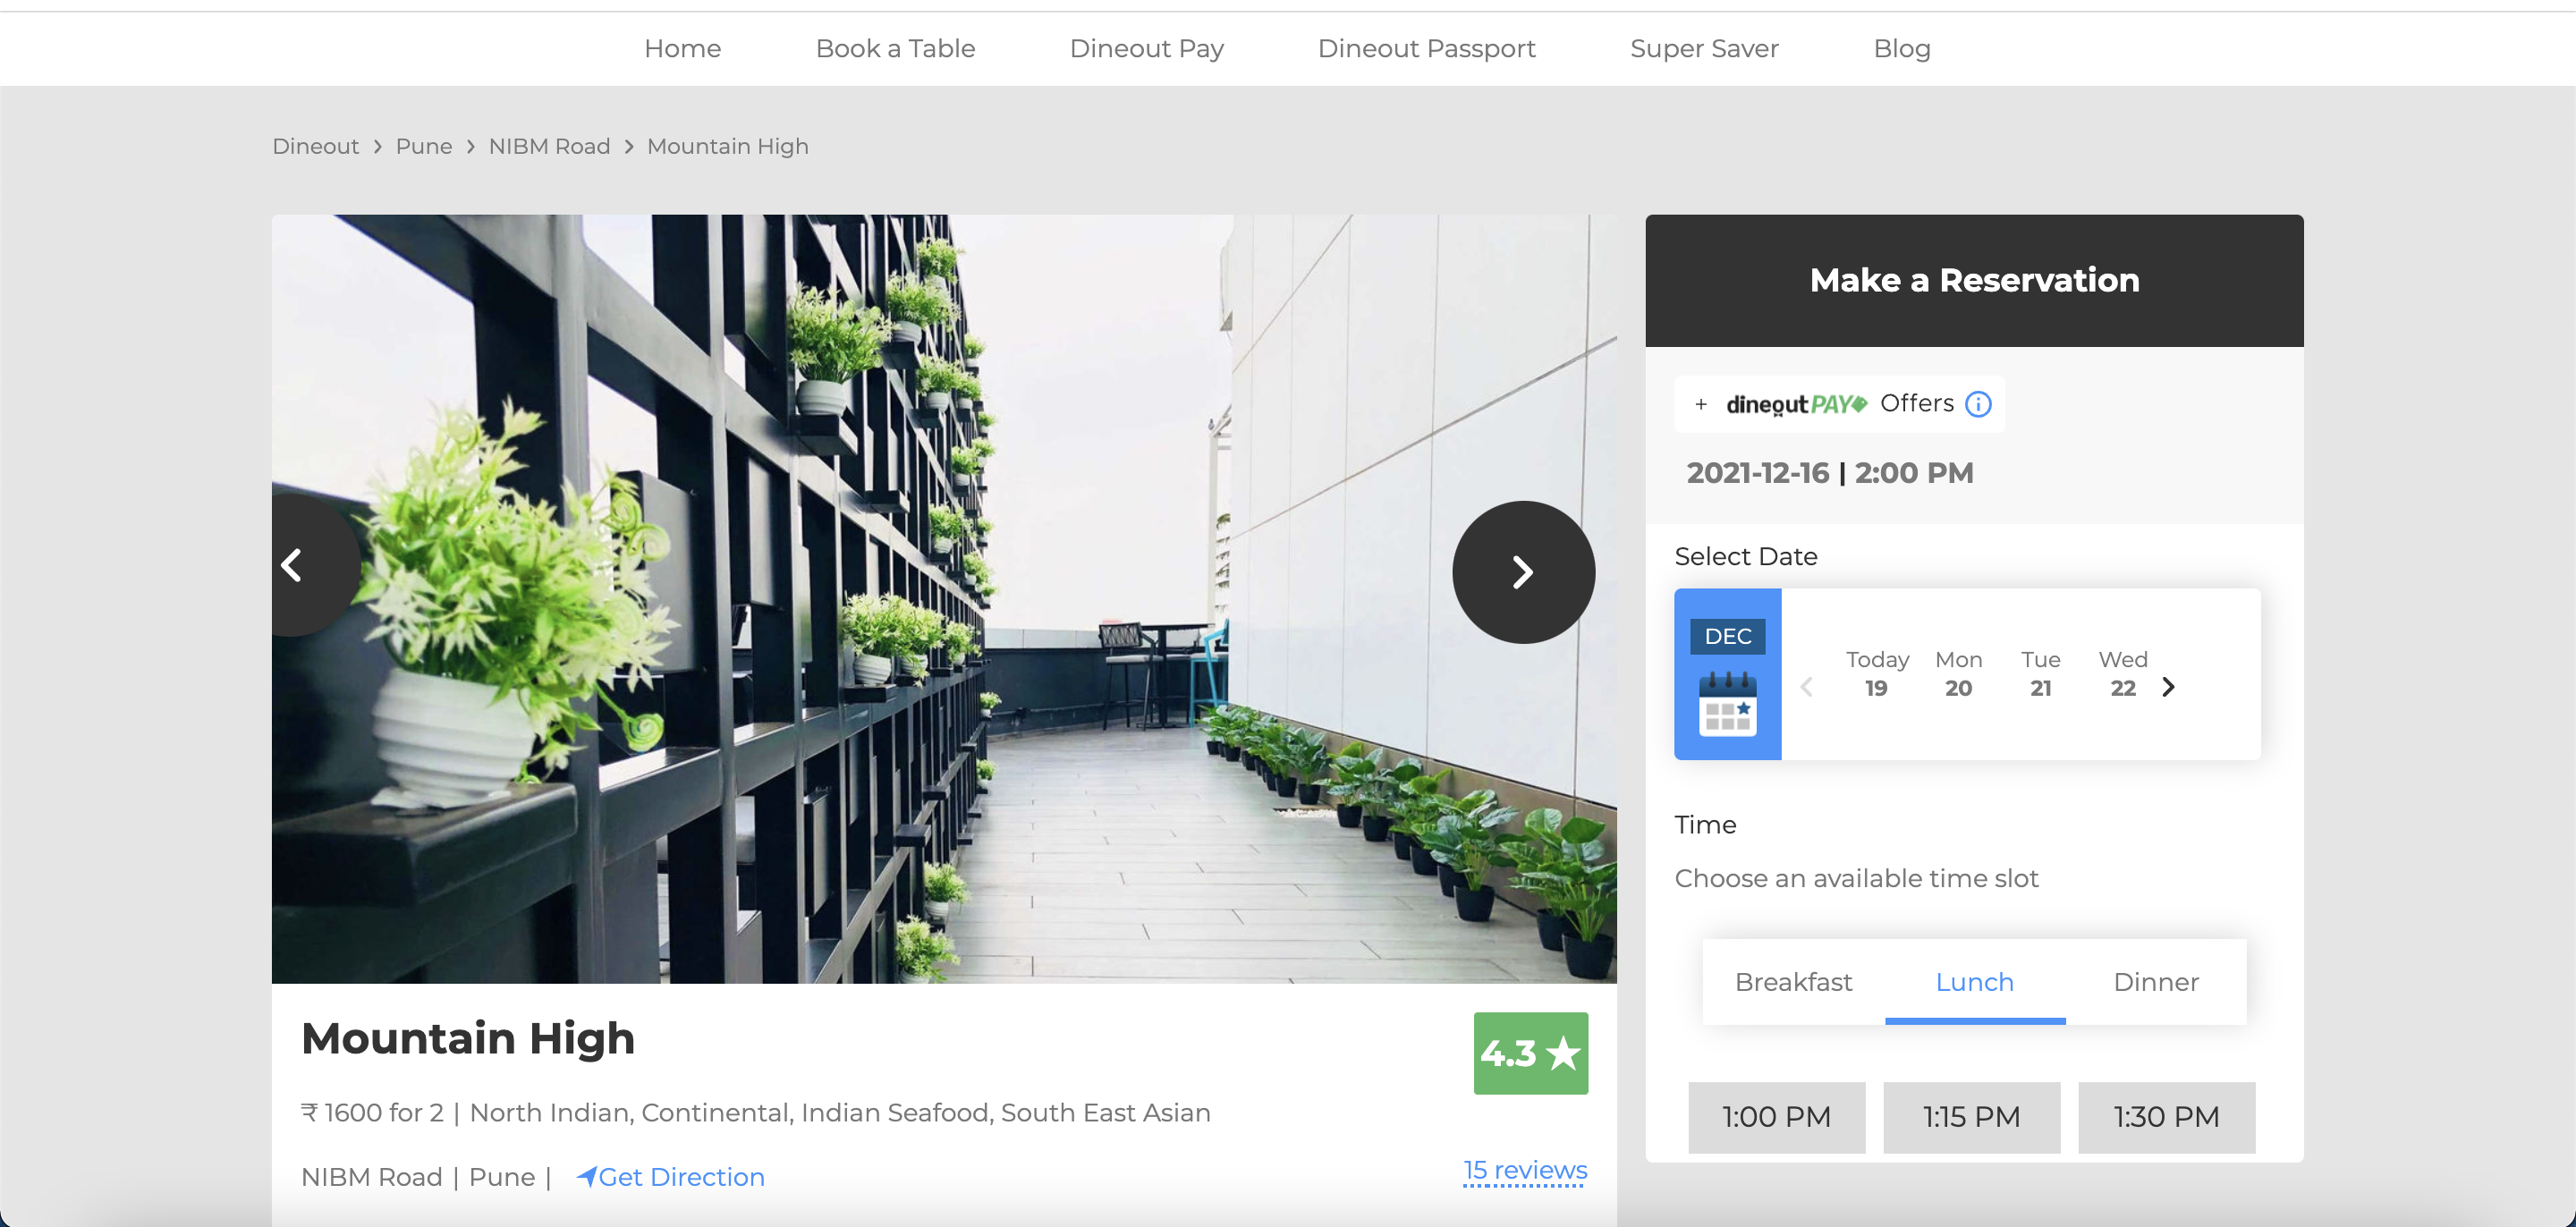 Home Book a Table Dineout Pay Dineout Passport Super Saver Blog
Dineout > Pune > NIBM Road > Mountain High
Mountain High
4.3 ★
₹ 1600 for 2 | North Indian, Continental, Indian Seafood, South East Asian
NIBM Road | Pune | Get Direction
15 reviews
Make a Reservation
+ dineout PAY Offers i
2021-12-16 | 2:00 PM
Select Date
DEC
Today Mon Tue Wed
19 20 21 22
Time
Choose an available time slot
Breakfast Lunch Dinner
1:00 PM 1:15 PM 1:30 PM